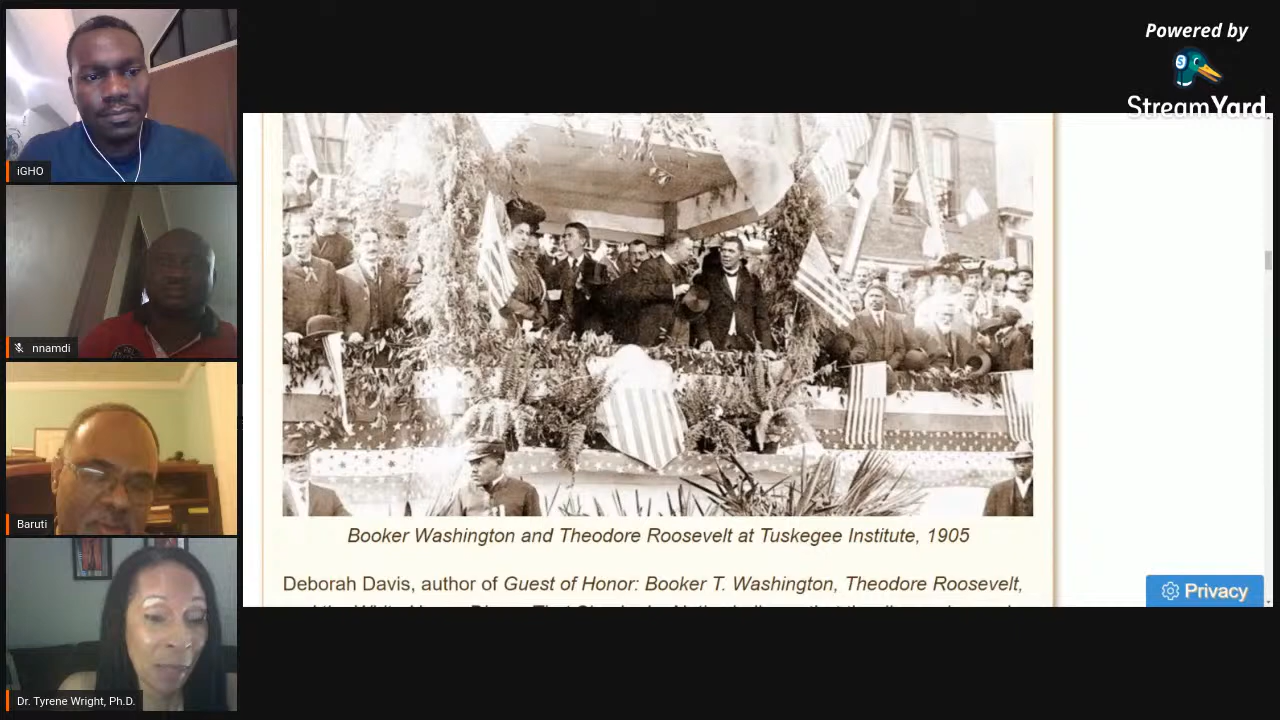 Powered by
StreamYard
iGHO
nnamdi
Baruti
Dr. Tyrene Wright, Ph.D.
Booker Washington and Theodore Roosevelt at Tuskegee Institute, 1905
Deborah Davis, author of Guest of Honor: Booker T. Washington, Theodore Roosevelt,
Privacy